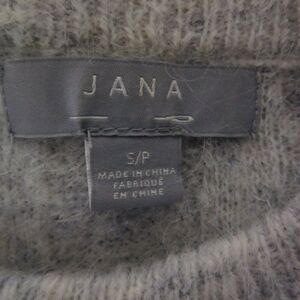 JANA
S/P
MADE IN CHINA
FABRIQUÉ
EN CHINE